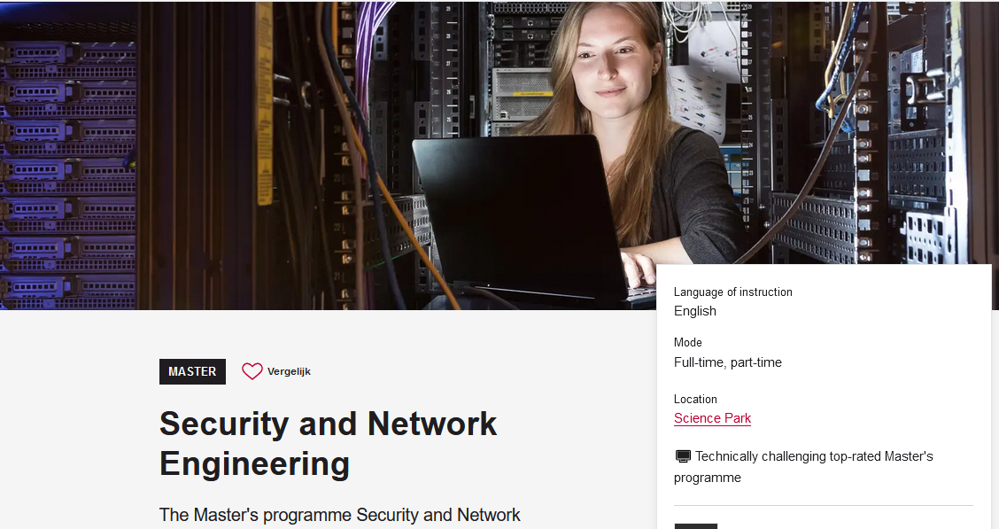 MASTER
Vergelijk
Security and Network
Engineering
The Master's programme Security and Network
Language of instruction
English
Mode
Full-time, part-time
Location
Science Park
Technically challenging top-rated Master's
programme